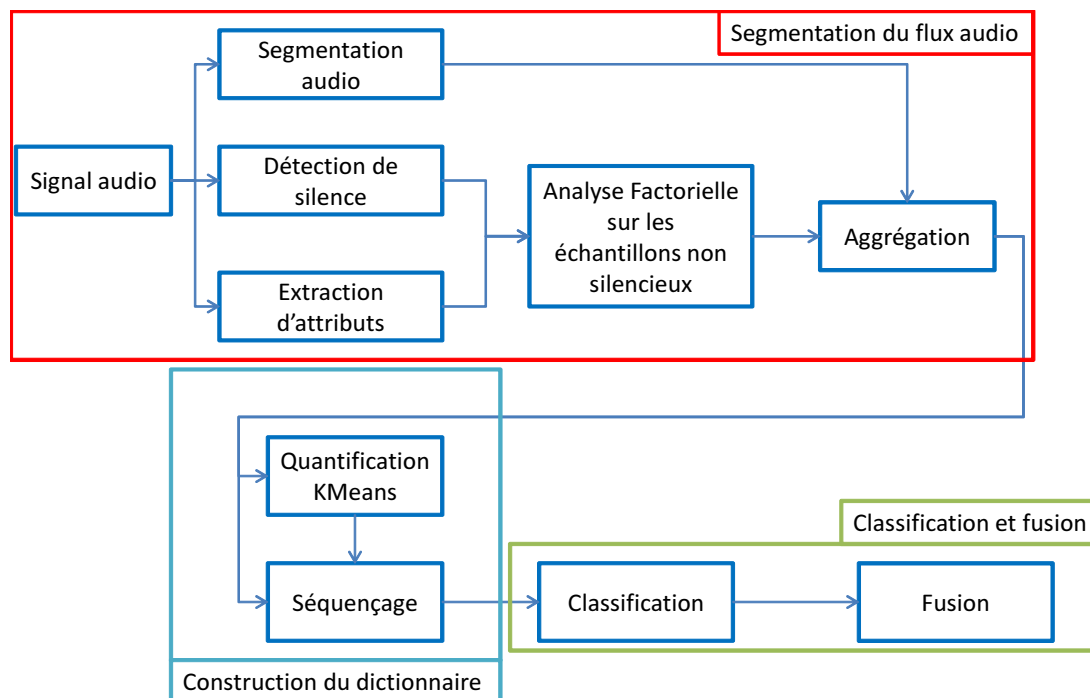 Segmentation du flux audio
Segmentation
audio
Signal audio
Détection de
silence
Extraction
d’attributs
Analyse Factorielle
sur les
échantillons non
silencieux
Aggrégation
Quantification
KMeans
Séquençage
Construction du dictionnaire
Classification et fusion
Classification
Fusion